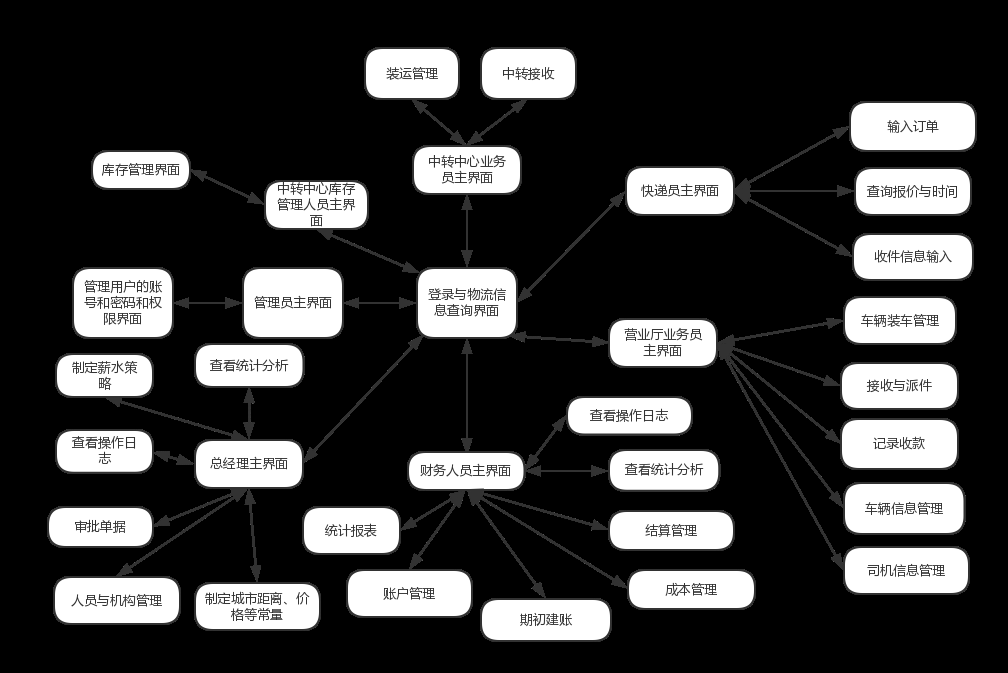 装运管理
中转接收
输入订单
中转中心业务
员主界面
库存管理界面
中转中心库存
管理人员主界
面
快递员主界面
查询报价与时间
收件信息输入
管理用户的账
号和密码和权
限界面
管理员主界面
登录与物流信
息查询界面
车辆装车管理
营业厅业务员
主界面
制定薪水策
略
查看统计分析
接收与派件
查看操作日志
查看操作日
志
总经理主界面
财务人员主界面
查看统计分析
记录收款
审批单据
统计报表
结算管理
车辆信息管理
人员与机构管理
制定城市距离、价
格等常量
账户管理
期初建账
成本管理
司机信息管理